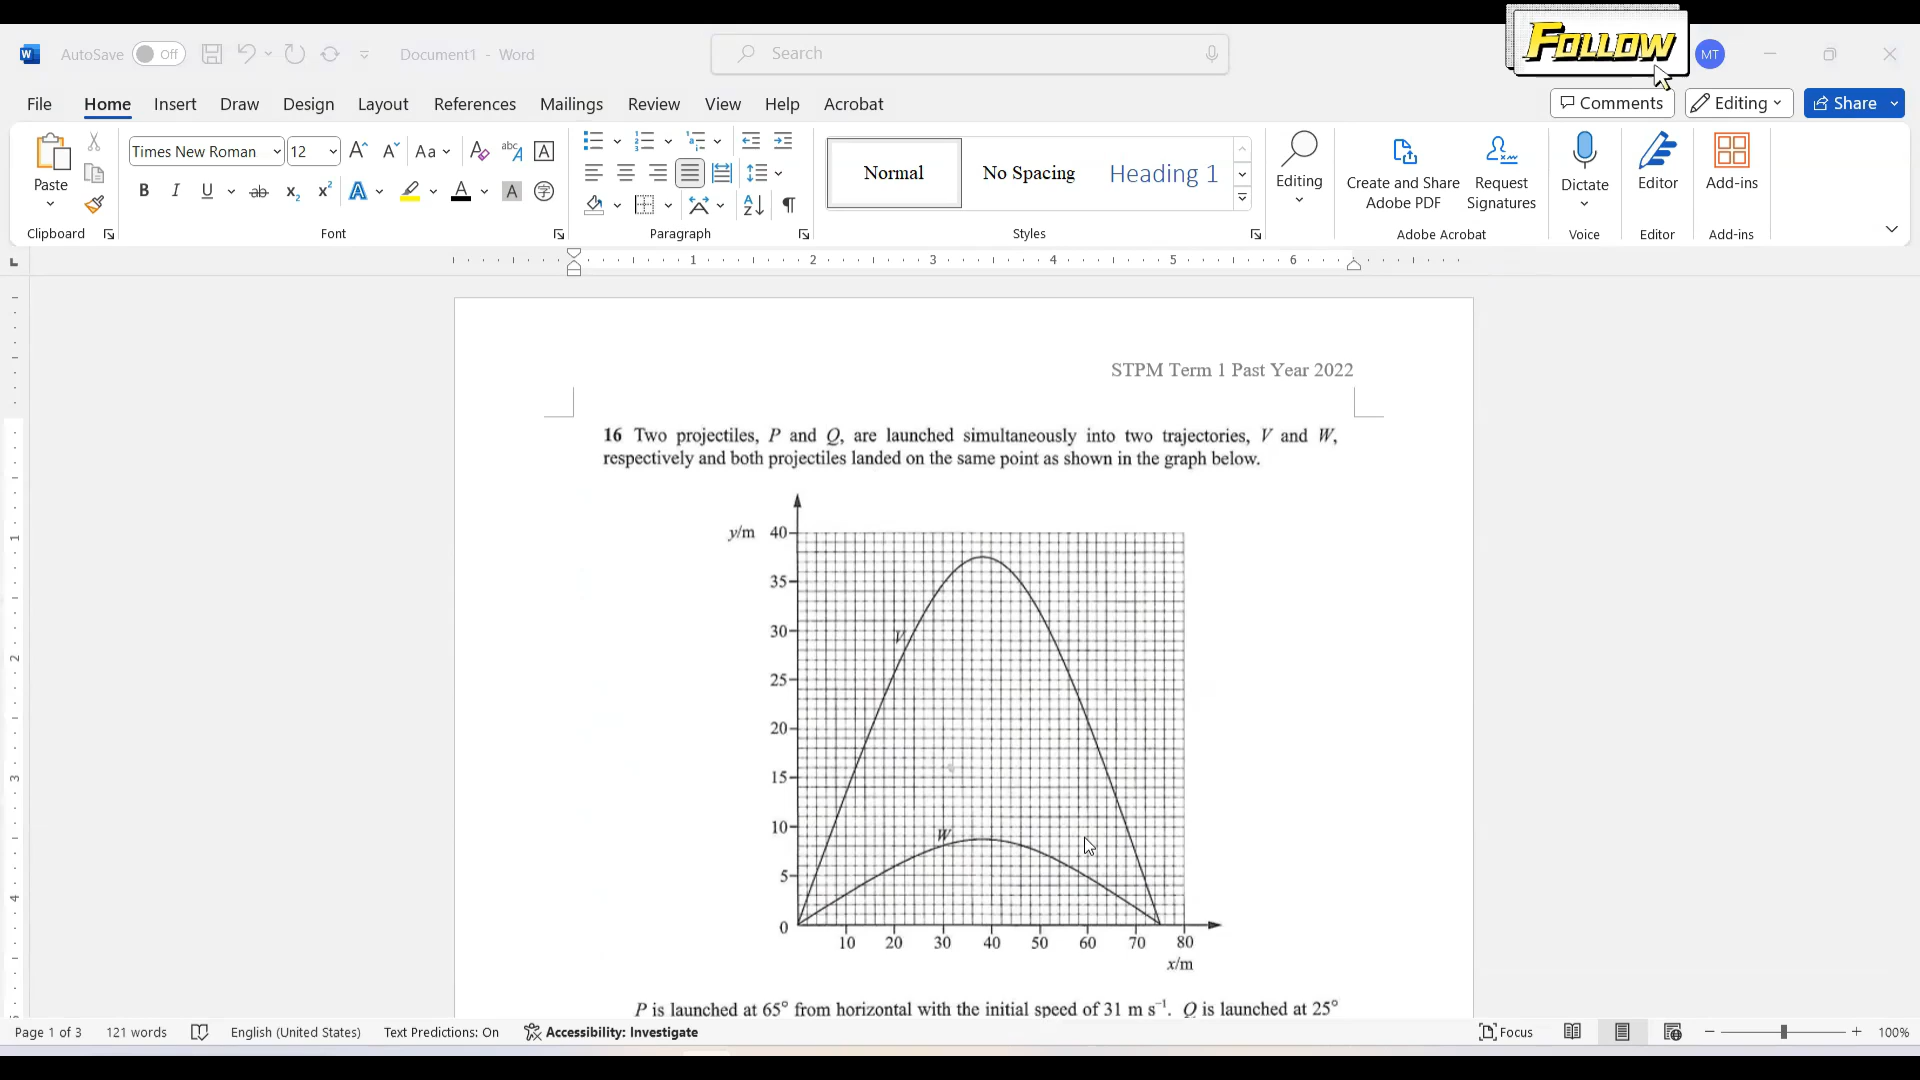 FOLLOW
AutoSave Off Document1 - Word Search MT
File Home Insert Draw Design Layout References Mailings Review View Help Acrobat Comments Editing Share
Paste Times New Roman 12 Normal No Spacing Heading 1 Editing Create and Share Adobe PDF Request Signatures Dictate Editor Add-ins
Clipboard Font Paragraph Styles Adobe Acrobat Voice Editor Add-ins
1 2 3 4 5 6
STPM Term 1 Past Year 2022
16 Two projectiles, P and Q, are launched simultaneously into two trajectories, V and W,
respectively and both projectiles landed on the same point as shown in the graph below.
y/m 40
35
30
V
25
20
15
10
W
5
0
10 20 30 40 50 60 70 80
x/m
P is launched at 65° from horizontal with the initial speed of 31 m s⁻¹. Q is launched at 25°
Page 1 of 3 121 words English (United States) Text Predictions: On Accessibility: Investigate Focus 100%